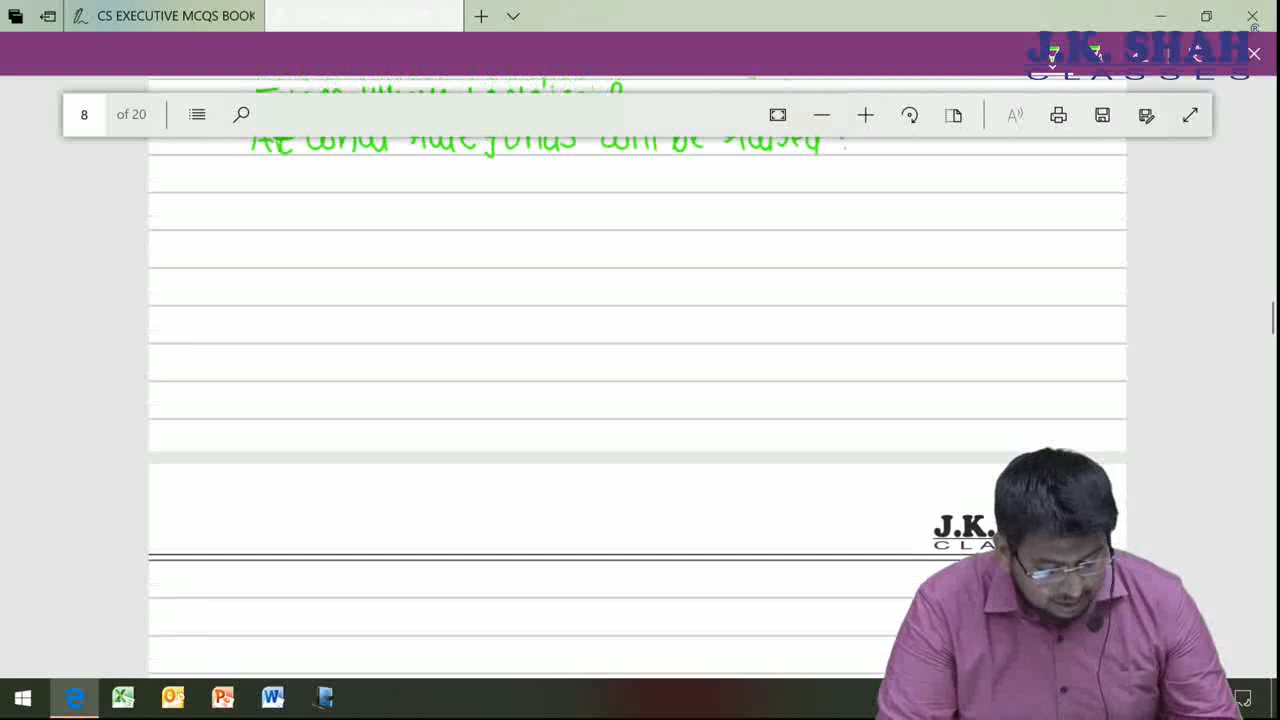 CS EXECUTIVE MCQS BOOK
J.K. SHAH ®
CLASSES
8 of 20
At what rate funds can be raised ?
J.K.
CLA